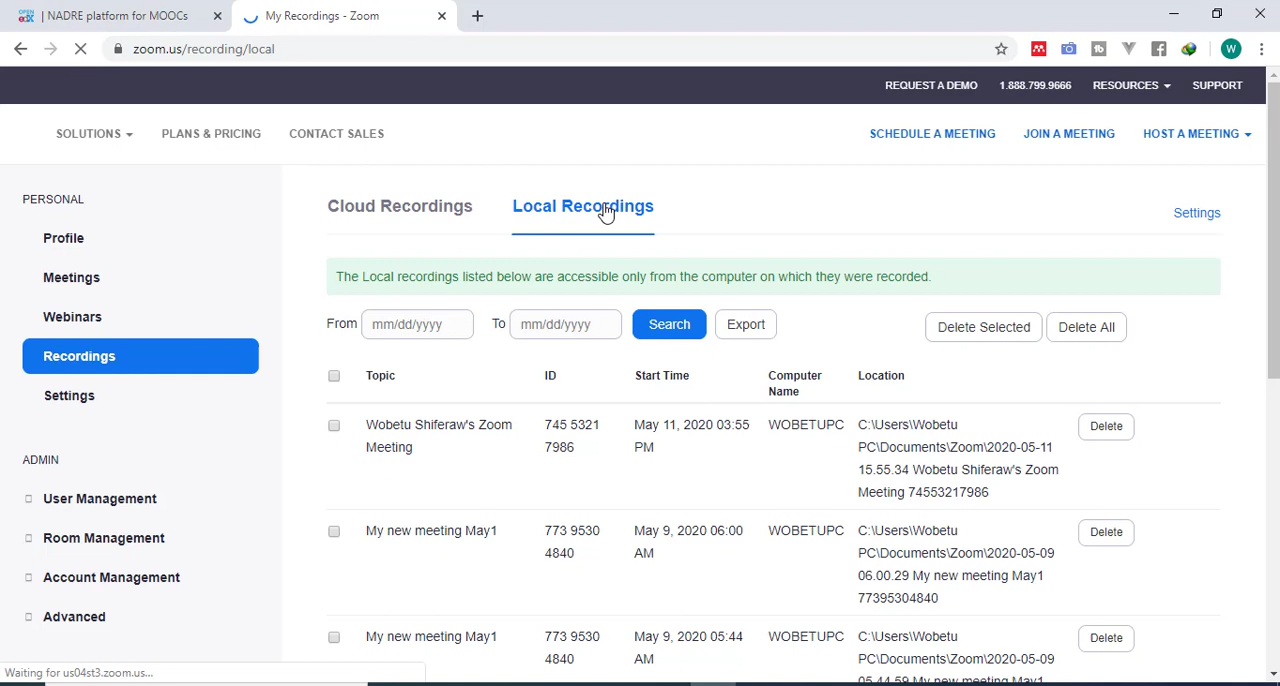 OPEN edX | NADRE platform for MOOCs
My Recordings - Zoom
zoom.us/recording/local
W
REQUEST A DEMO 1.888.799.9666 RESOURCES SUPPORT
SOLUTIONS PLANS & PRICING CONTACT SALES SCHEDULE A MEETING JOIN A MEETING HOST A MEETING
PERSONAL
Profile
Meetings
Webinars
Recordings
Settings
ADMIN
User Management
Room Management
Account Management
Advanced
Cloud Recordings Local Recordings Settings
The Local recordings listed below are accessible only from the computer on which they were recorded.
From mm/dd/yyyy To mm/dd/yyyy Search Export Delete Selected Delete All
Topic ID Start Time Computer Location
Name
Wobetu Shiferaw's Zoom 745 5321 May 11, 2020 03:55 WOBETUPC C:\Users\Wobetu Delete
Meeting 7986 PM PC\Documents\Zoom\2020-05-11
15.55.34 Wobetu Shiferaw's Zoom
Meeting 74553217986
My new meeting May1 773 9530 May 9, 2020 06:00 WOBETUPC C:\Users\Wobetu Delete
4840 AM PC\Documents\Zoom\2020-05-09
06.00.29 My new meeting May1
77395304840
My new meeting May1 773 9530 May 9, 2020 05:44 WOBETUPC C:\Users\Wobetu Delete
4840 AM PC\Documents\Zoom\2020-05-09
05.44.59 My new meeting May1
Waiting for us04st3.zoom.us...